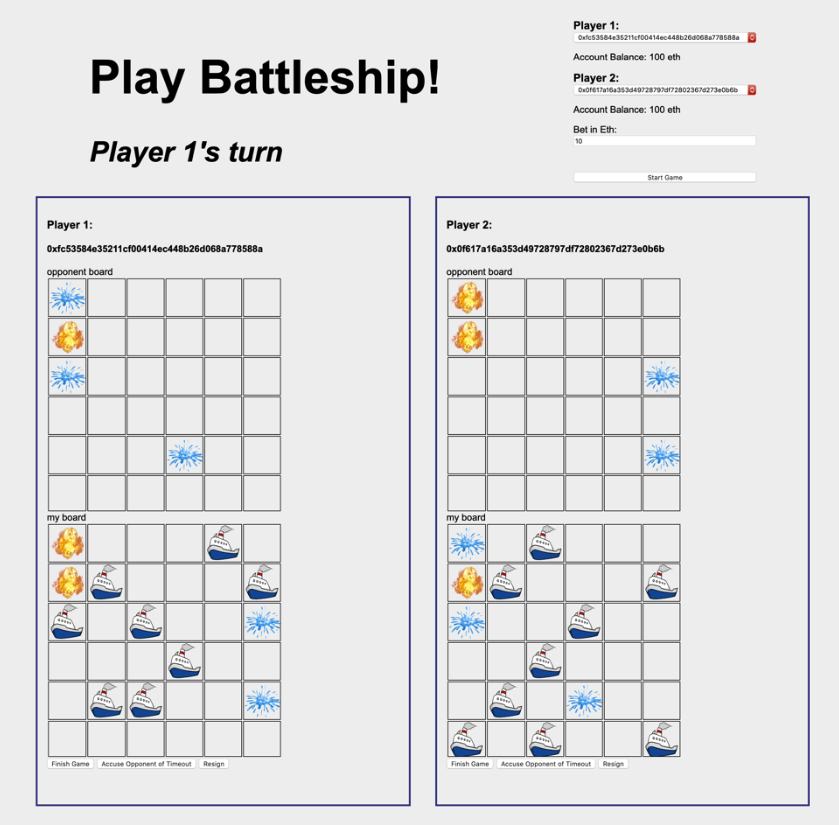 Play Battleship!
Player 1's turn
Player 1:
0xfc53584e35211cf00414ec448b26d068a778588a
Account Balance: 100 eth
Player 2:
0x0f617a16a353d49728797df72802367d273e0b6b
Account Balance: 100 eth
Bet in Eth:
10
Start Game
Player 1:
0xfc53584e35211cf00414ec448b26d068a778588a
opponent board
my board
Finish Game Accuse Opponent of Timeout Resign
Player 2:
0x0f617a16a353d49728797df72802367d273e0b6b
opponent board
my board
Finish Game Accuse Opponent of Timeout Resign